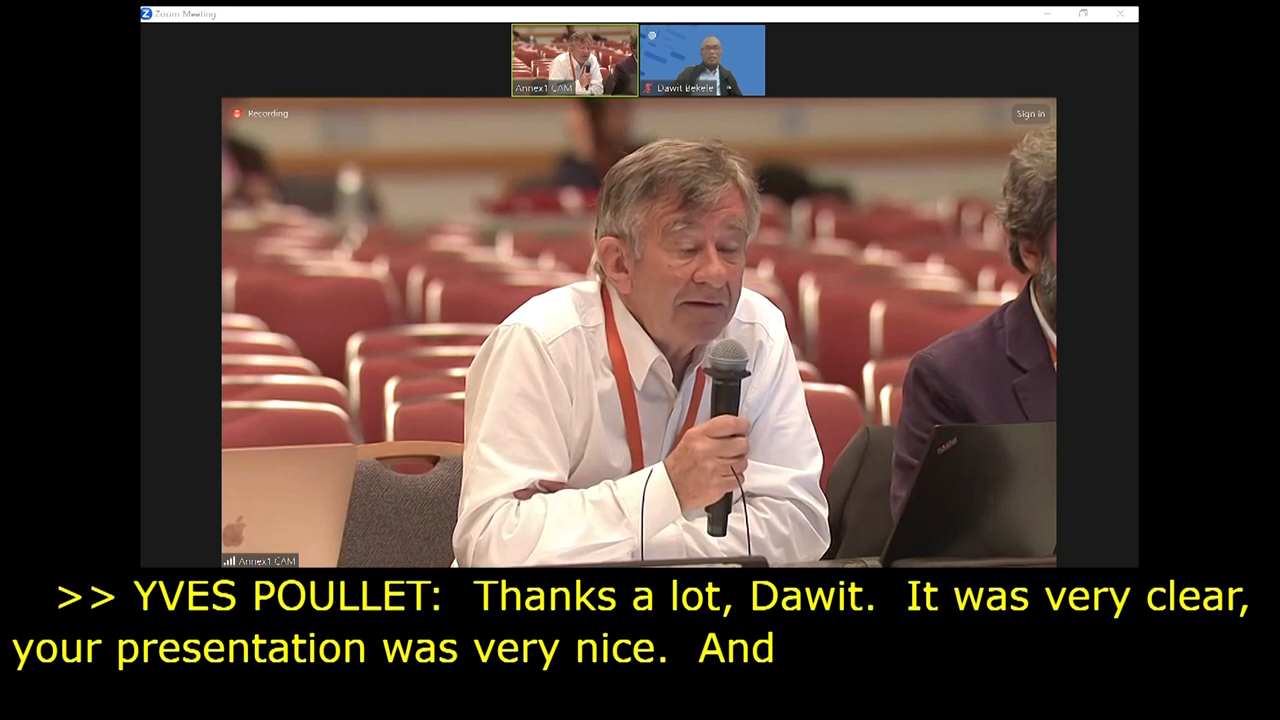 Zoom Meeting
Annex1 CAM
Dawit Bekele
Recording
Sign in
Annex1 CAM
>> YVES POULLET:  Thanks a lot, Dawit.  It was very clear,
your presentation was very nice.  And